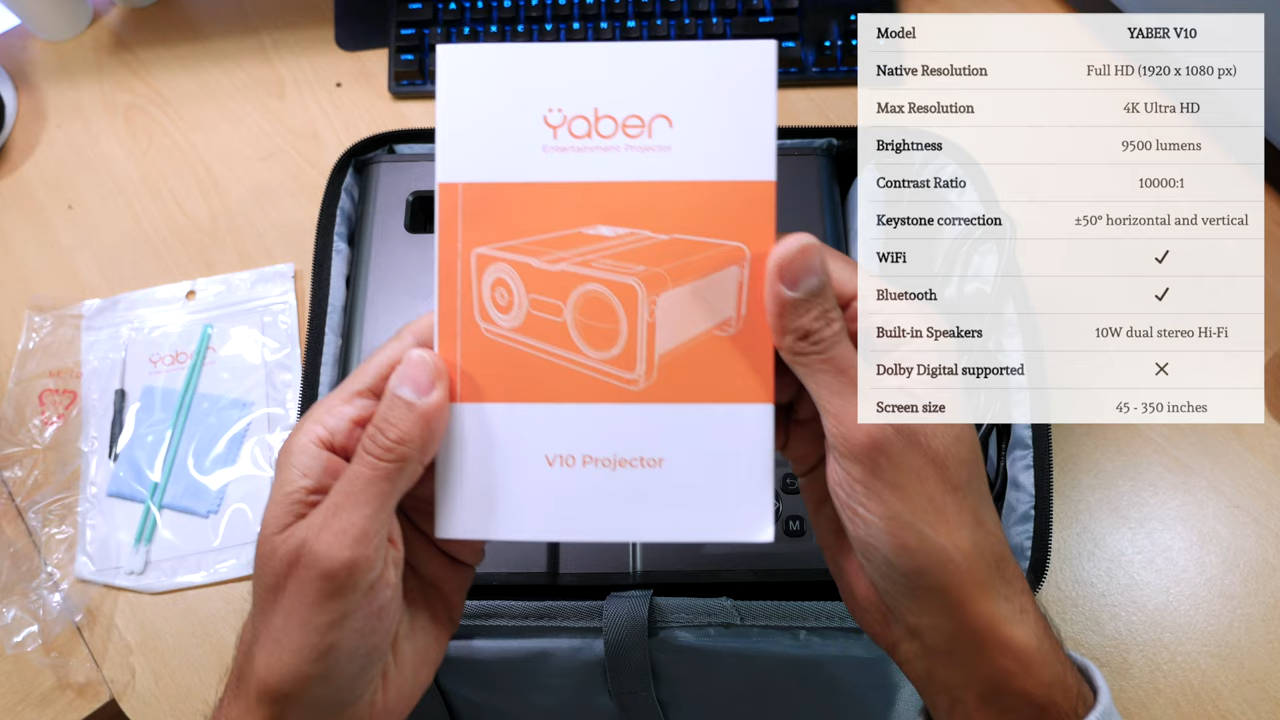 Yaber
Entertainment Projector
V10 Projector
Yaber
M
A S D F G H J K L
Z X C V B N M
Model YABER V10
Native Resolution Full HD (1920 x 1080 px)
Max Resolution 4K Ultra HD
Brightness 9500 lumens
Contrast Ratio 10000:1
Keystone correction ±50° horizontal and vertical
WiFi ✓
Bluetooth ✓
Built-in Speakers 10W dual stereo Hi-Fi
Dolby Digital supported ✕
Screen size 45 - 350 inches